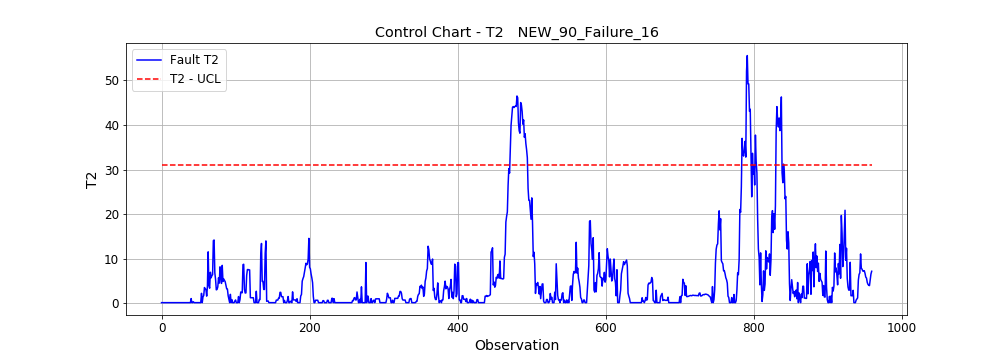 Control Chart - T2   NEW_90_Failure_16
Fault T2
T2 - UCL
50
40
30
20
10
0
T2
0 200 400 600 800 1000
Observation